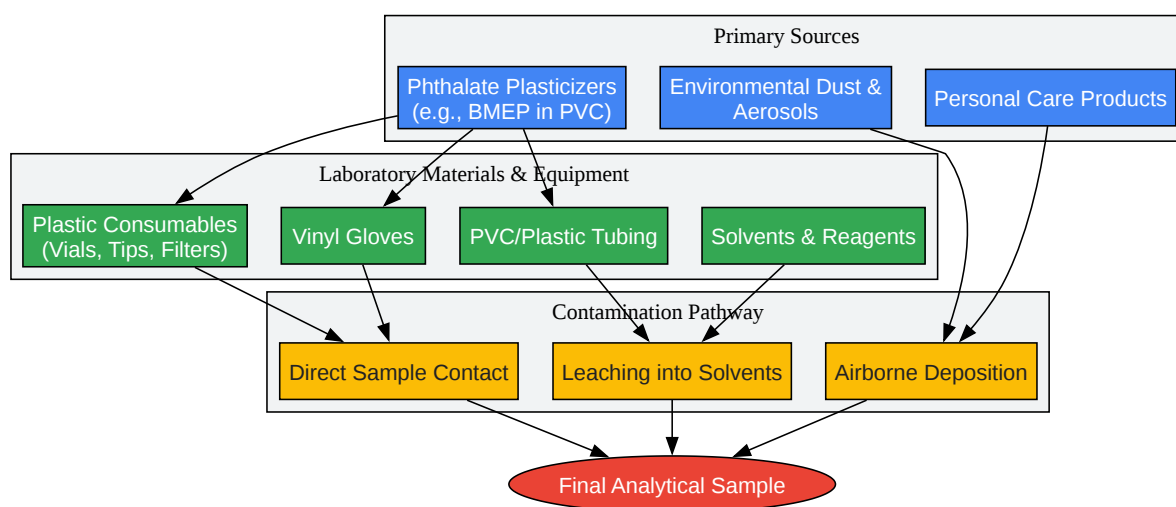 Primary Sources
Phthalate Plasticizers
(e.g., BMEP in PVC)
Environmental Dust &
Aerosols
Personal Care Products
Laboratory Materials & Equipment
Plastic Consumables
(Vials, Tips, Filters)
Vinyl Gloves
PVC/Plastic Tubing
Solvents & Reagents
Contamination Pathway
Direct Sample Contact
Leaching into Solvents
Airborne Deposition
Final Analytical Sample